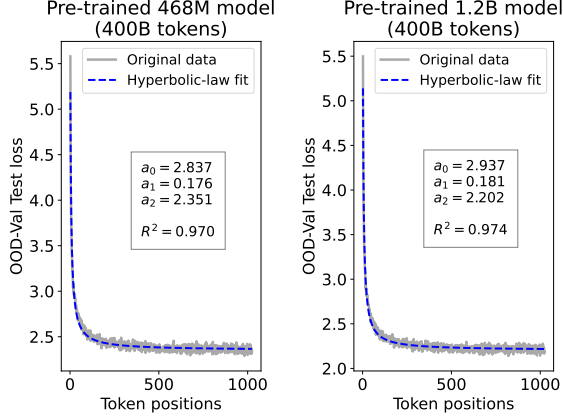 Pre-trained 468M model
(400B tokens)
OOD-Val Test loss
5.5
5.0
4.5
4.0
3.5
3.0
2.5
Original data
Hyperbolic-law fit
a₀ = 2.837
a₁ = 0.176
a₂ = 2.351
R² = 0.970
0
500
1000
Token positions
Pre-trained 1.2B model
(400B tokens)
OOD-Val Test loss
5.5
5.0
4.5
4.0
3.5
3.0
2.5
2.0
Original data
Hyperbolic-law fit
a₀ = 2.937
a₁ = 0.181
a₂ = 2.202
R² = 0.974
0
500
1000
Token positions